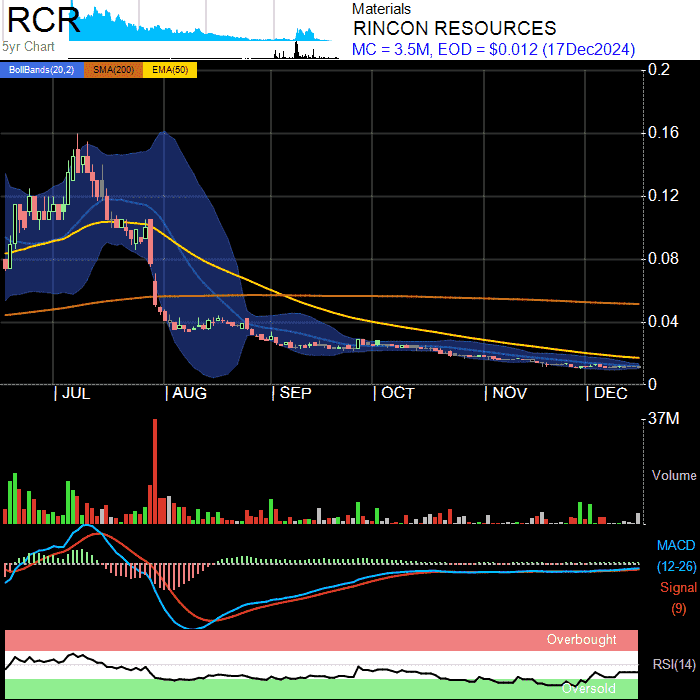 RCR
5yr Chart
Materials
RINCON RESOURCES
MC = 3.5M, EOD = $0.012 (17Dec2024)
BollBands(20,2) SMA(200) EMA(50)
0.2
0.16
0.12
0.08
0.04
0
| JUL | AUG | SEP | OCT | NOV | DEC
37M
Volume
MACD
(12-26)
Signal
(9)
Overbought
RSI(14)
Oversold